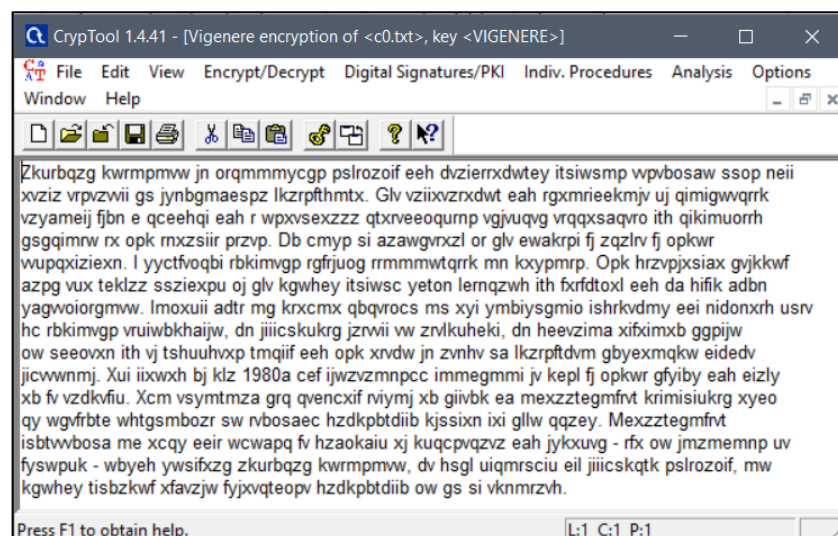 CrypTool 1.4.41 - [Vigenere encryption of <c0.txt>, key <VIGENERE>]
File Edit View Encrypt/Decrypt Digital Signatures/PKI Indiv. Procedures Analysis Options
Window Help
Zkurbqzg kwrmpmvw jn orqmmmycgp pslrozoif eeh dvzierrxdwtey itsiwsmp wpvbosaw ssop neii
xvziz vrpvzwii gs jynbgmaespz lkzrpfthmtx. Glv vziixvzrxdwt eah rgxmrieekmjv uj qimigwvqrrk
vzyameij fjbn e qceehqi eah r wpxvsexzzz qtxrveeoqurnp vgjvuqvg vrqqxsaqvro ith qikimuorrh
gsgqimrw rx opk rnxzsiir przvp. Db cmyp si azawgvrxzl or glv ewakrpi fj zqzlrv fj opkwr
wupqxiziexn. I yyctfvoqbi rbkimvgp rgfrjuog rrmmmwtqrrk mn kxypmrp. Opk hrzvpjxsiax gvjkkwf
azpg vux teklzz ssziexpu oj glv kgwhey itsiwsc yeton lernqzwh ith fxrfdtoxl eeh da hifik adbn
yagvvoiorgmvw. Imoxuii adtr mg krxcmx qbqvrocs ms xyi ymbiysgmio ishrkvdmy eei nidonxrh usrv
hc rbkimvgp vruiwbkhaijw, dn jiiicskukrg jzrvvii vw zrvlkuheki, dn heevzima xifximxb ggpijw
ow seeovxn ith vj tshuuhvxp tmqiif eeh opk xrvdw jn zvnhv sa lkzrpftdvm gbyexmqkw eidedv
jicvwwnmj. Xui iixwxh bj klz 1980a cef ijwzvzmnpcc immegmmi jv kepl fj opkwr gfyiby eah eizly
xb fv vzdkvfiu. Xcm vsymtmza grq qvencxif rviymj xb giivbk ea mexzztegmfrvt krimisiukrg xyeo
qy wgvfrbte whtgsmbozr sw rvbosaec hzdkpbtdiib kjssixn ixi gllw qqzey. Mexzztegmfrvt
isbtvwbosa me xcqy eeir wcwapq fv hzaokaiu xj kuqcpvqzvz eah jykxuvg - rfx ow jmzmemnp uv
fyswpuk - wbyeh ywsifxzg zkurbqzg kwrmpmvw, dv hsgl uiqmrsciu eil jiiicskqtk pslrozoif, mw
kgwhey tisbzkwf xfavzjw fyjxvqteopv hzdkpbtdiib ow gs si vknmrzvh.
Press F1 to obtain help.
L:1 C:1 P:1